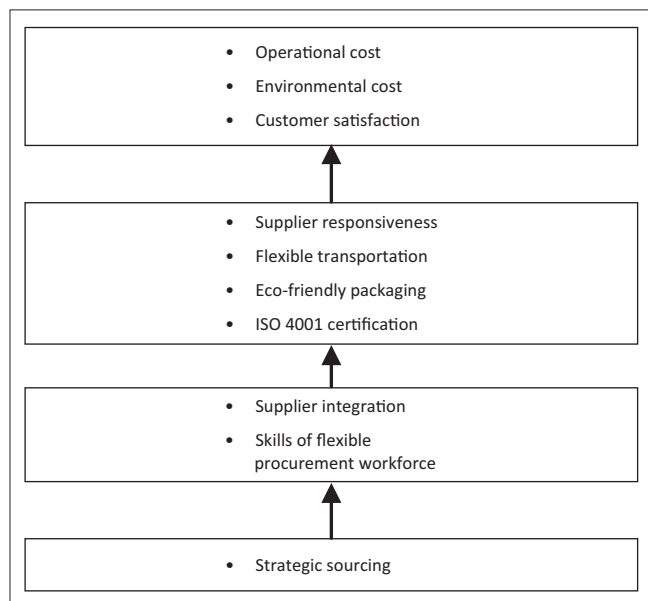 • Operational cost
• Environmental cost
• Customer satisfaction
• Supplier responsiveness
• Flexible transportation
• Eco-friendly packaging
• ISO 4001 certification
• Supplier integration
• Skills of flexible
procurement workforce
• Strategic sourcing